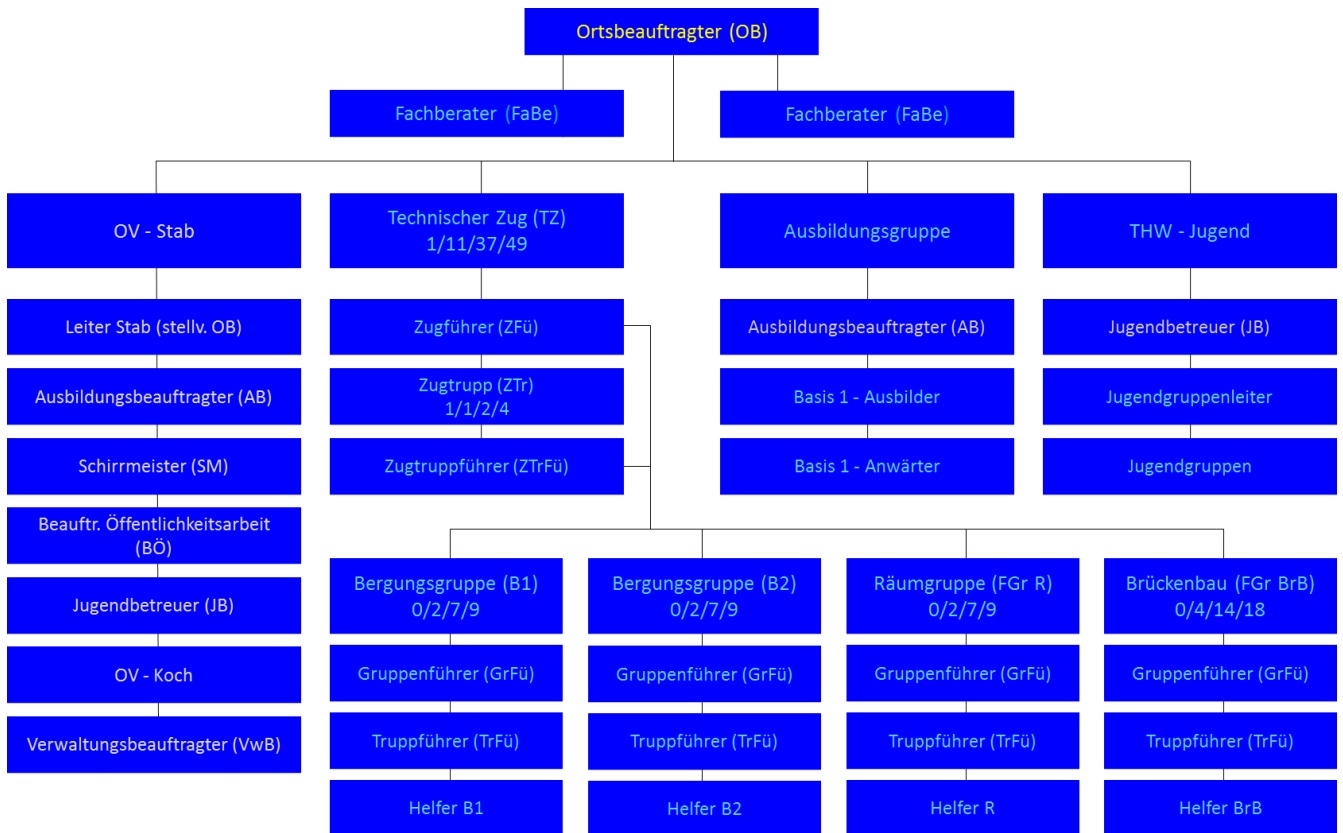 Ortsbeauftragter (OB)
Fachberater (FaBe)
Fachberater (FaBe)
OV - Stab
Technischer Zug (TZ)
1/11/37/49
Ausbildungsgruppe
THW - Jugend
Leiter Stab (stellv. OB)
Zugführer (ZFü)
Ausbildungsbeauftragter (AB)
Jugendbetreuer (JB)
Ausbildungsbeauftragter (AB)
Zugtrupp (ZTr)
1/1/2/4
Basis 1 - Ausbilder
Jugendgruppenleiter
Schirrmeister (SM)
Zugtruppführer (ZTrFü)
Basis 1 - Anwärter
Jugendgruppen
Beauftr. Öffentlichkeitsarbeit
(BÖ)
Jugendbetreuer (JB)
OV - Koch
Verwaltungsbeauftragter (VwB)
Bergungsgruppe (B1)
0/2/7/9
Bergungsgruppe (B2)
0/2/7/9
Räumgruppe (FGr R)
0/2/7/9
Brückenbau (FGr BrB)
0/4/14/18
Gruppenführer (GrFü)
Gruppenführer (GrFü)
Gruppenführer (GrFü)
Gruppenführer (GrFü)
Truppführer (TrFü)
Truppführer (TrFü)
Truppführer (TrFü)
Truppführer (TrFü)
Helfer B1
Helfer B2
Helfer R
Helfer BrB